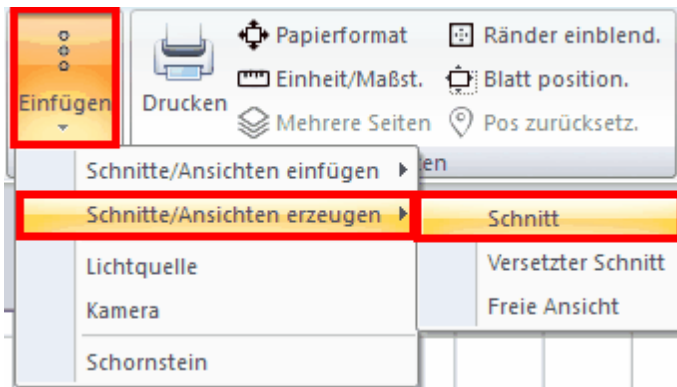 Einfügen
Drucken
Papierformat
Einheit/Maßst.
Mehrere Seiten
Ränder einblend.
Blatt position.
Pos zurücksetz.
en
Schnitte/Ansichten einfügen
Schnitte/Ansichten erzeugen
Lichtquelle
Kamera
Schornstein
Schnitt
Versetzter Schnitt
Freie Ansicht